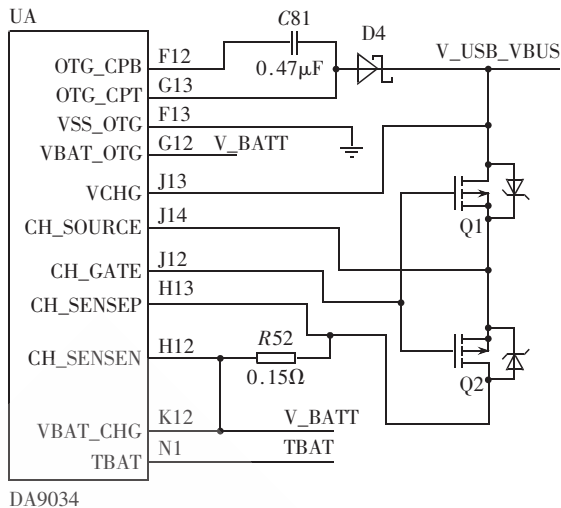 UA
C81
D4
V_USB_VBUS
OTG_CPB
F12
0.47μF
OTG_CPT
G13
VSS_OTG
F13
VBAT_OTG
G12
V_BATT
VCHG
J13
CH_SOURCE
J14
Q1
CH_GATE
J12
CH_SENSEP
H13
CH_SENSEN
H12
R52
0.15Ω
Q2
VBAT_CHG
K12
V_BATT
TBAT
N1
TBAT
DA9034